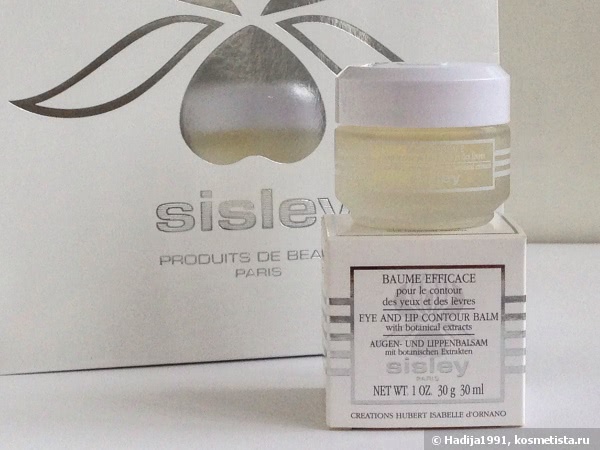 sisley
PRODUITS DE BEAU
PARIS
sisley
BAUME EFFICACE
pour le contour
des yeux et des lèvres
EYE AND LIP CONTOUR BALM
with botanical extracts
AUGEN- UND LIPPENBALSAM
mit botanischen Extrakten
sisley
PARIS
NET WT. 1 OZ. 30 g 30 ml
CREATIONS HUBERT ISABELLE d'ORNANO
© Hadija1991, kosmetista.ru